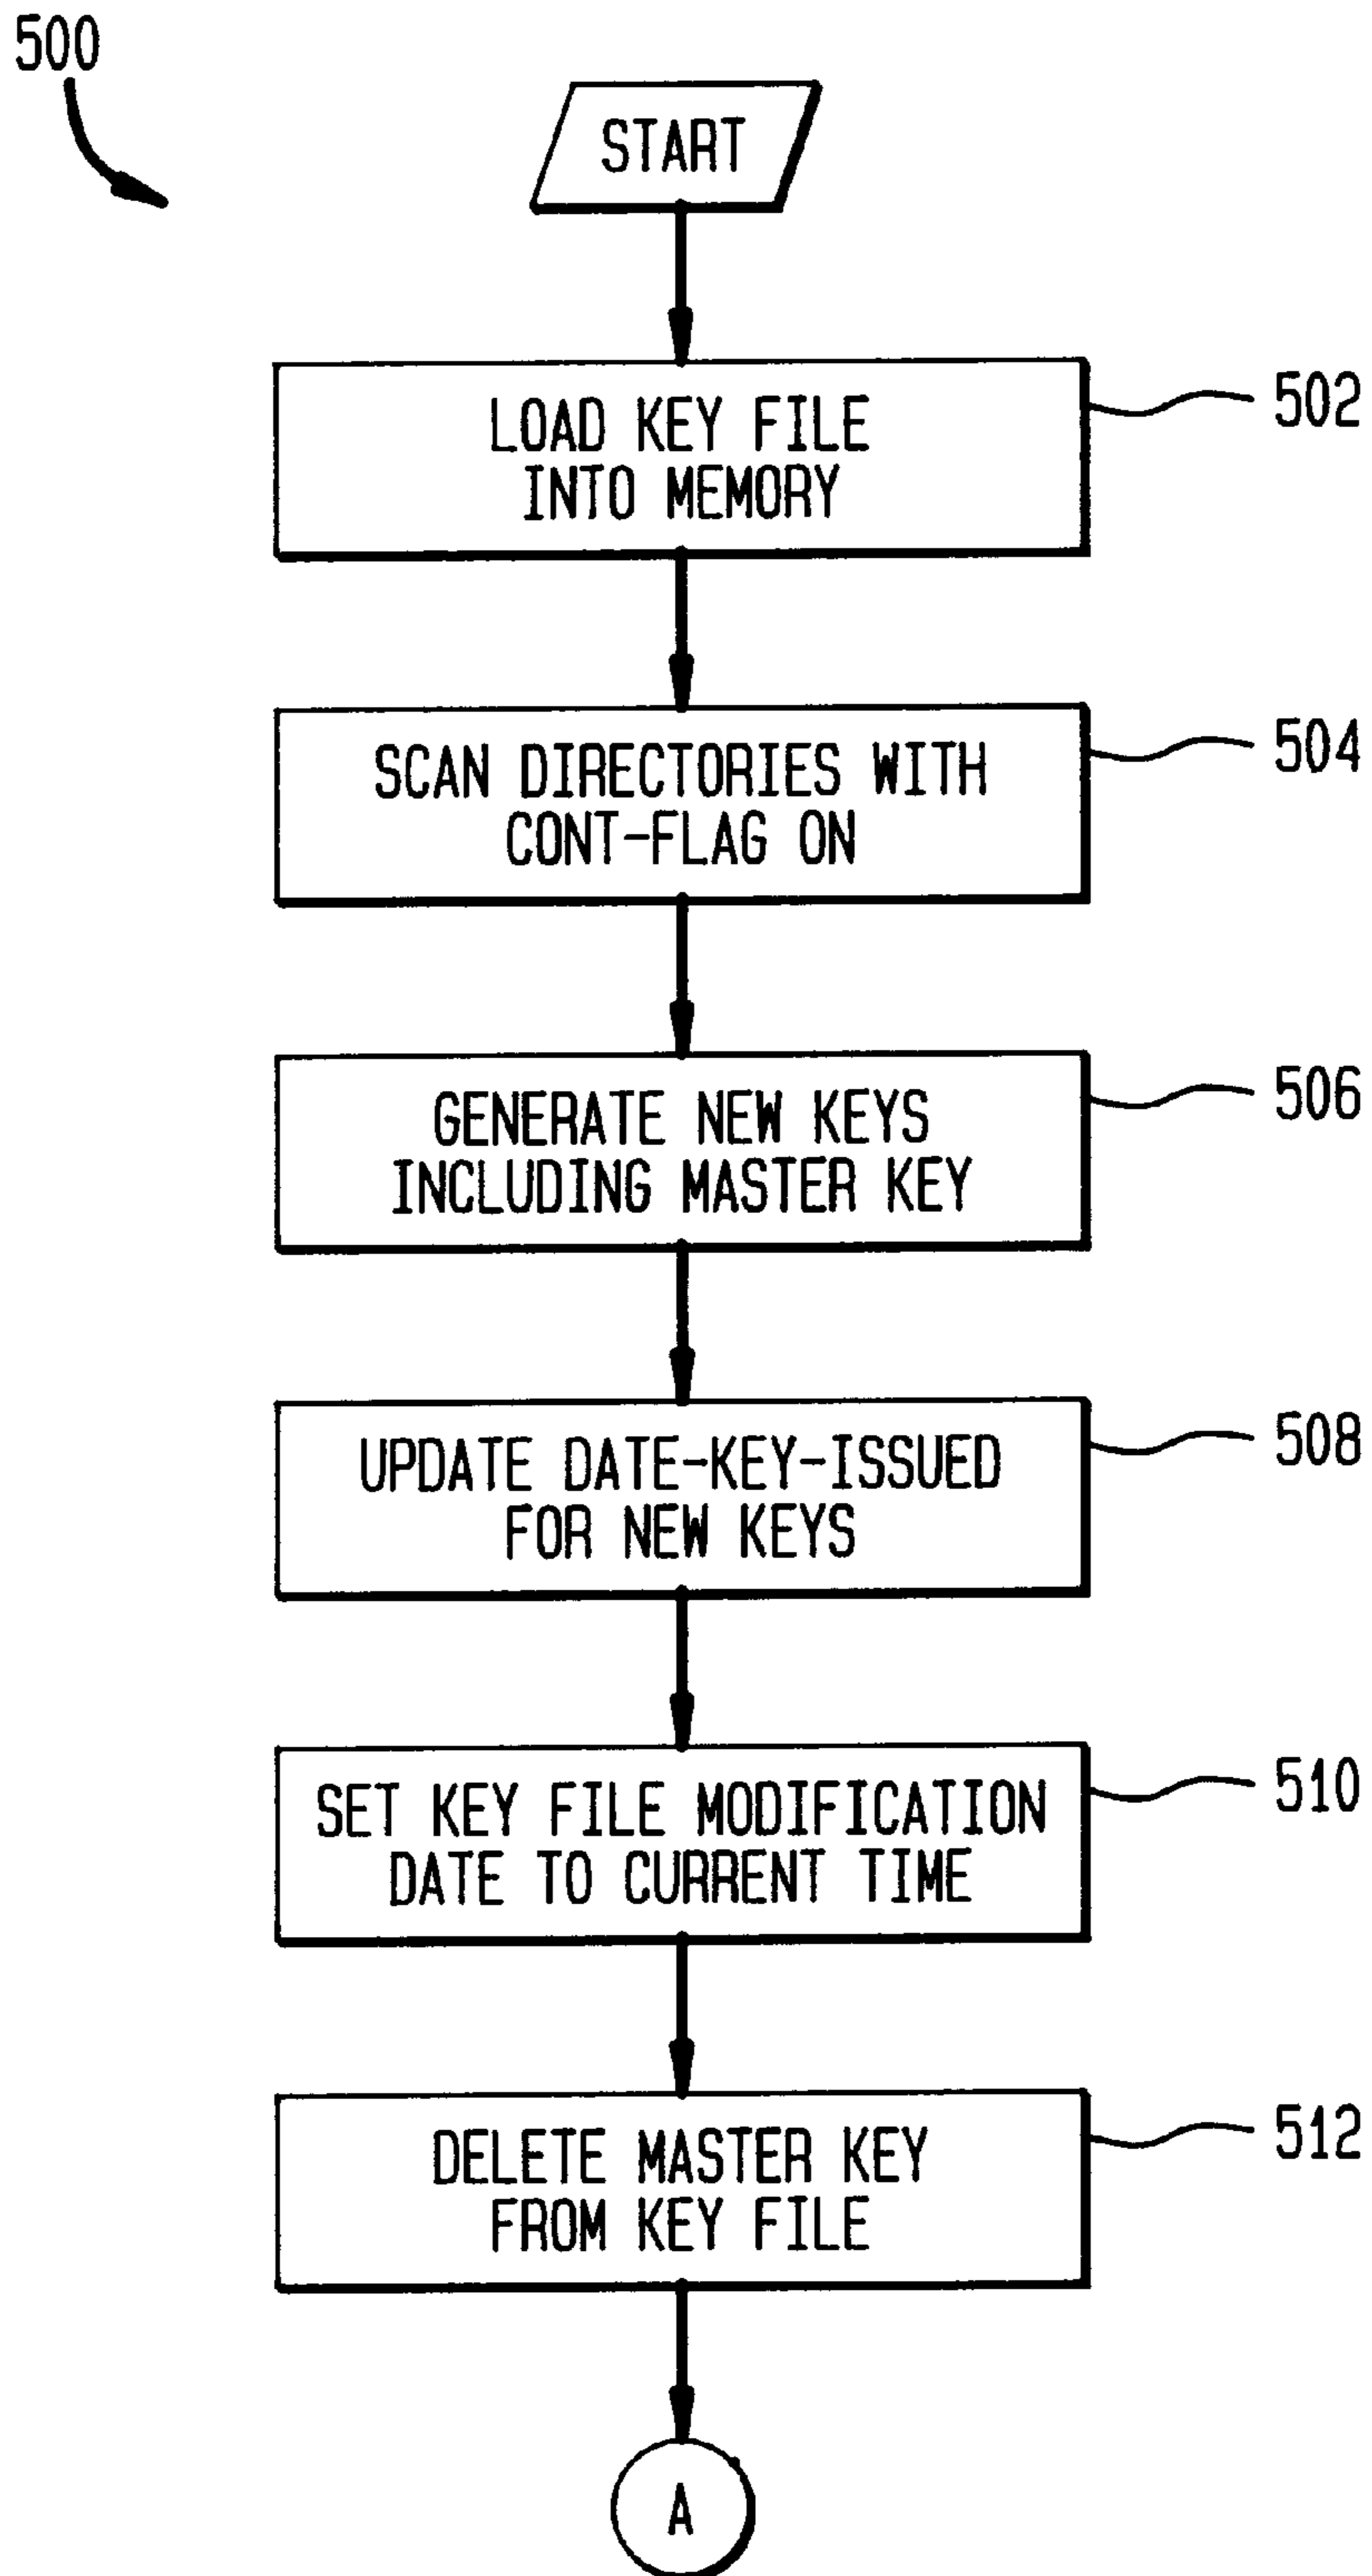 500
START
LOAD KEY FILE
INTO MEMORY
502
SCAN DIRECTORIES WITH
CONT-FLAG ON
504
GENERATE NEW KEYS
INCLUDING MASTER KEY
506
UPDATE DATE-KEY-ISSUED
FOR NEW KEYS
508
SET KEY FILE MODIFICATION
DATE TO CURRENT TIME
510
DELETE MASTER KEY
FROM KEY FILE
512
A